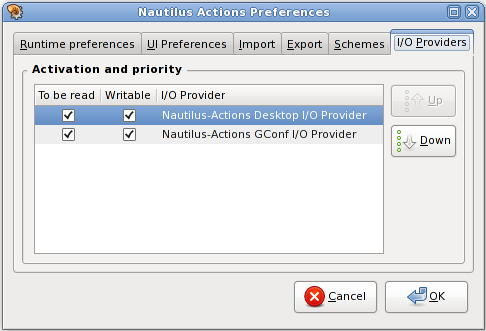 Nautilus Actions Preferences
Runtime preferences UI Preferences Import Export Schemes I/O Providers
Activation and priority
To be read Writable I/O Provider
Nautilus-Actions Desktop I/O Provider
Nautilus-Actions GConf I/O Provider
Up
Down
Cancel OK